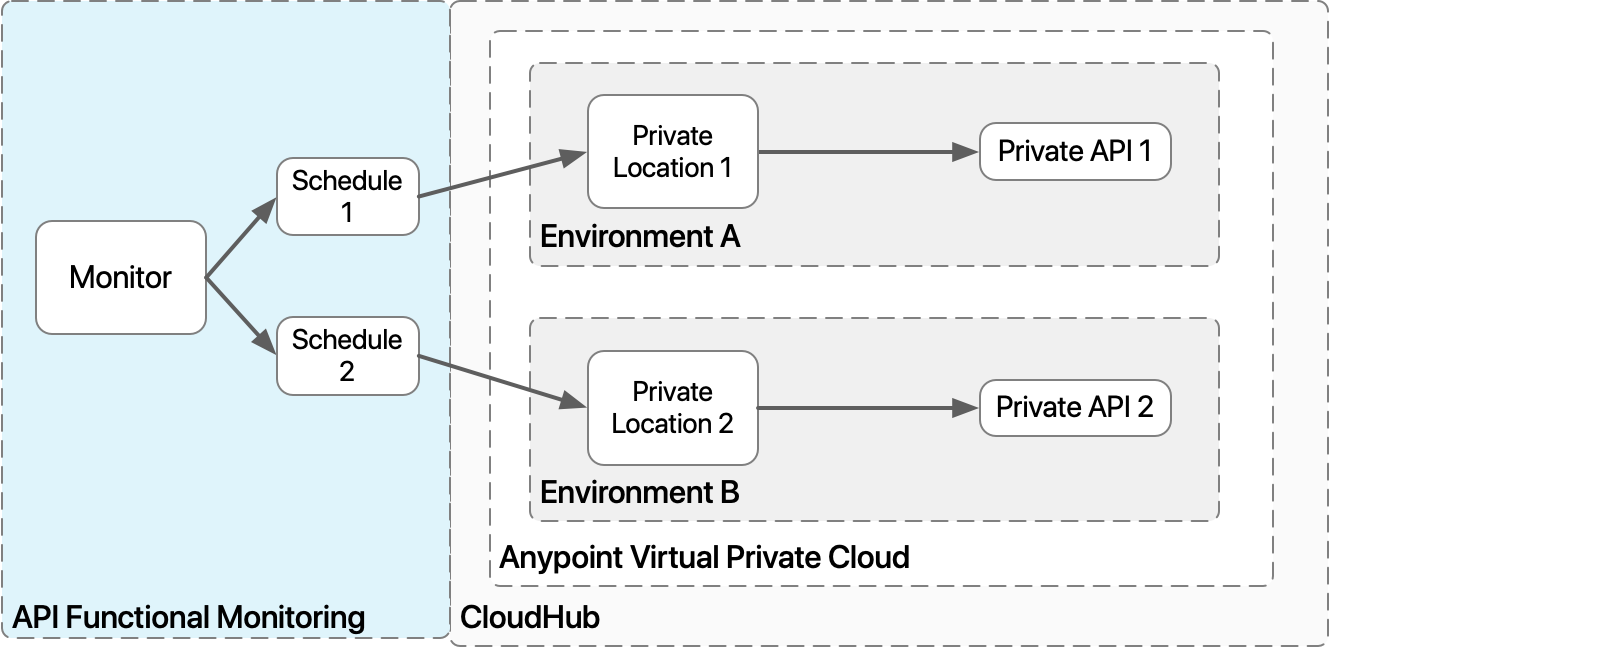 Private
Location 1
Private API 1
Schedule
1
Environment A
Monitor
Schedule
2
Private
Location 2
Private API 2
Environment B
Anypoint Virtual Private Cloud
API Functional Monitoring
CloudHub